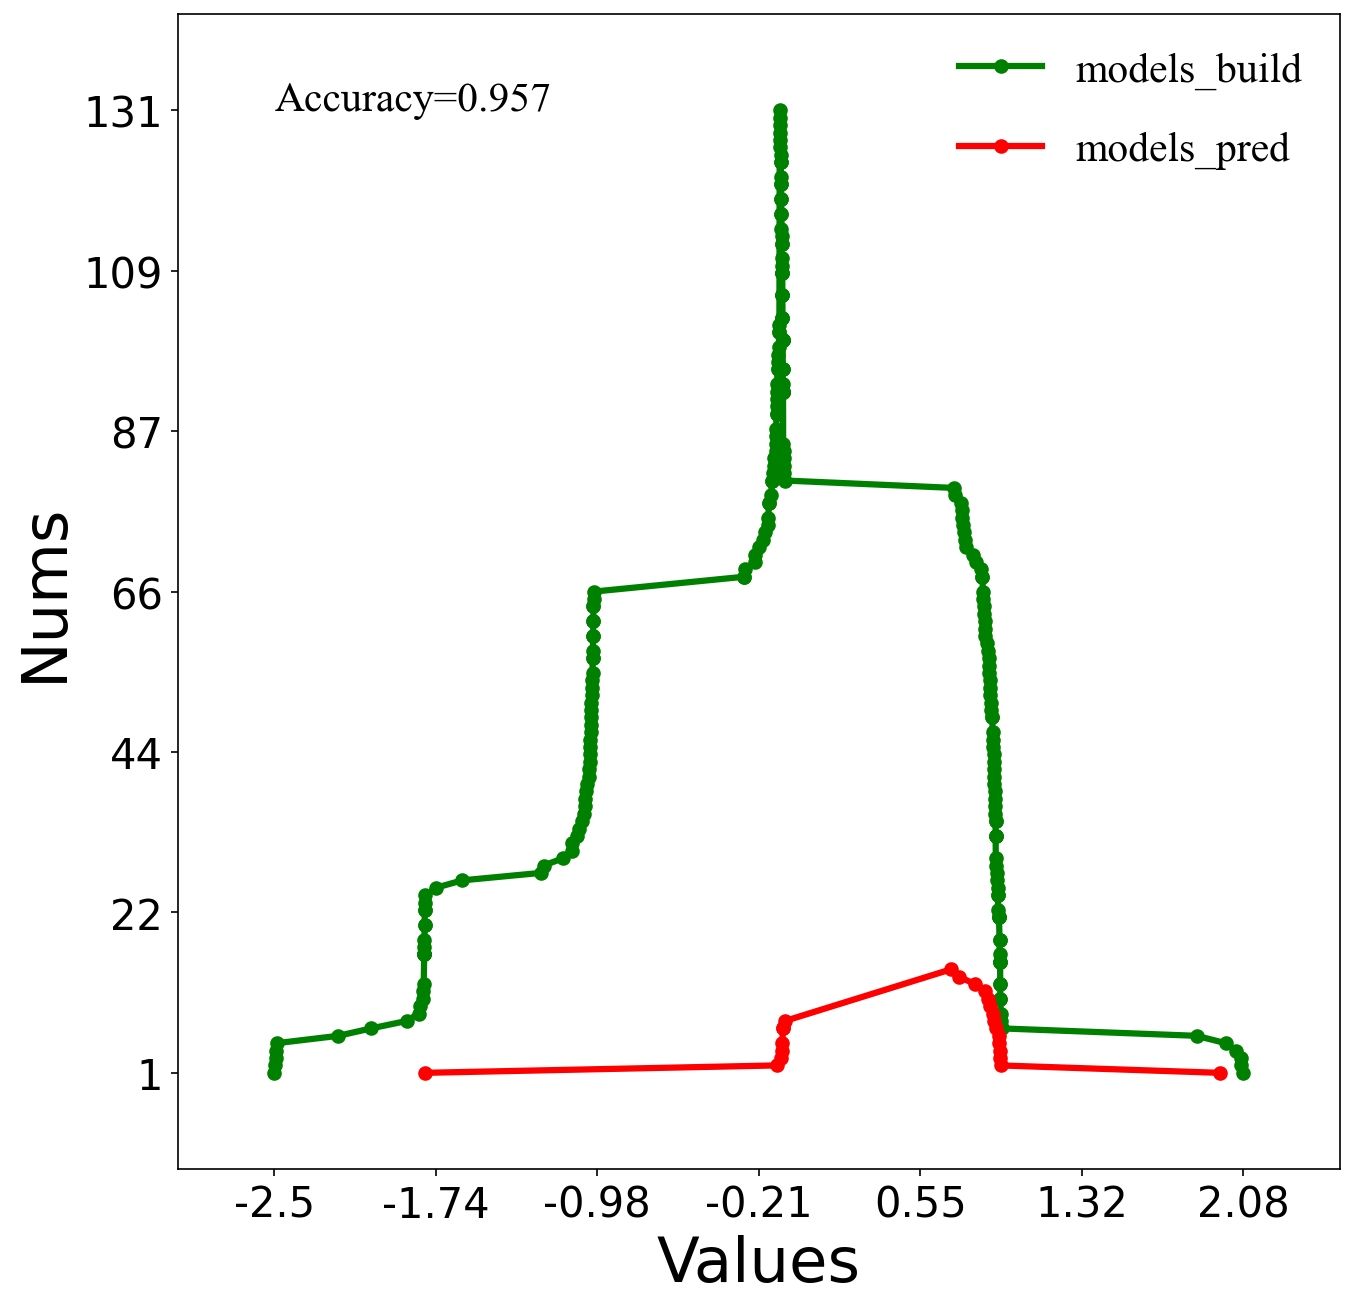 models_build
Accuracy=0.957
models_pred
131
109
87
66
44
22
1
Nums
-2.5 -1.74 -0.98 -0.21 0.55 1.32 2.08
Values